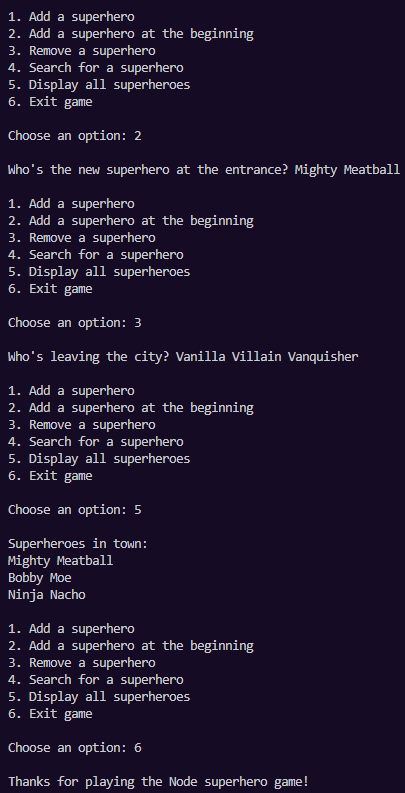 1. Add a superhero
2. Add a superhero at the beginning
3. Remove a superhero
4. Search for a superhero
5. Display all superheroes
6. Exit game
Choose an option: 2
Who's the new superhero at the entrance? Mighty Meatball
1. Add a superhero
2. Add a superhero at the beginning
3. Remove a superhero
4. Search for a superhero
5. Display all superheroes
6. Exit game
Choose an option: 3
Who's leaving the city? Vanilla Villain Vanquisher
1. Add a superhero
2. Add a superhero at the beginning
3. Remove a superhero
4. Search for a superhero
5. Display all superheroes
6. Exit game
Choose an option: 5
Superheroes in town:
Mighty Meatball
Bobby Moe
Ninja Nacho
1. Add a superhero
2. Add a superhero at the beginning
3. Remove a superhero
4. Search for a superhero
5. Display all superheroes
6. Exit game
Choose an option: 6
Thanks for playing the Node superhero game!